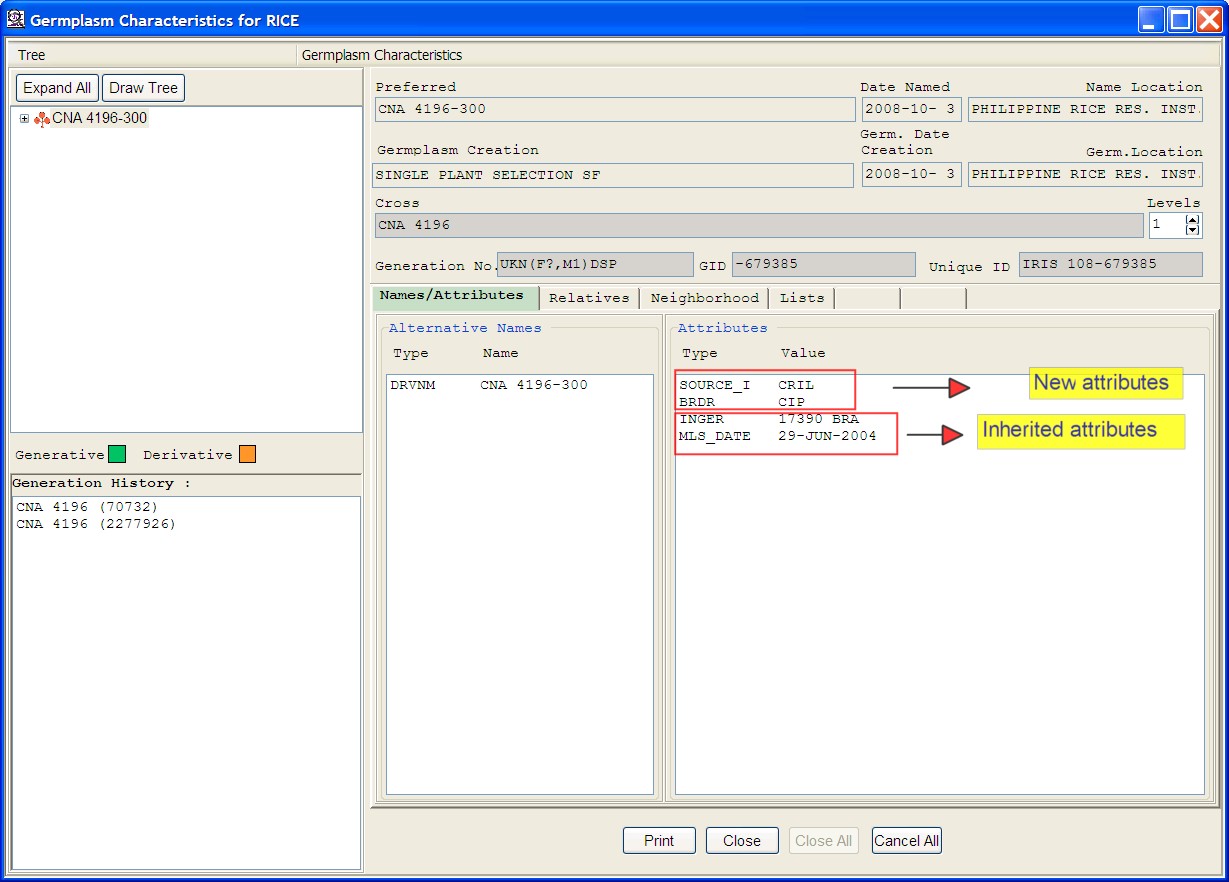 Germplasm Characteristics for RICE
Tree
Germplasm Characteristics
Expand All
Draw Tree
CNA 4196-300
Generative
Derivative
Generation History :
CNA 4196 (70732)
CNA 4196 (2277926)
Preferred
Date Named
Name Location
CNA 4196-300
2008-10- 3
PHILIPPINE RICE RES. INST.
Germplasm Creation
Germ. Date
Creation
Germ.Location
SINGLE PLANT SELECTION SF
2008-10- 3
PHILIPPINE RICE RES. INST.
Cross
Levels
CNA 4196
1
Generation No.
UKN(F?,M1)DSP
GID
-679385
Unique ID
IRIS 108-679385
Names/Attributes
Relatives
Neighborhood
Lists
Alternative Names
Type Name
DRVNM CNA 4196-300
Attributes
Type Value
SOURCE_I CRIL
BRDR CIP
INGER 17390 BRA
MLS_DATE 29-JUN-2004
New attributes
Inherited attributes
Print
Close
Close All
Cancel All